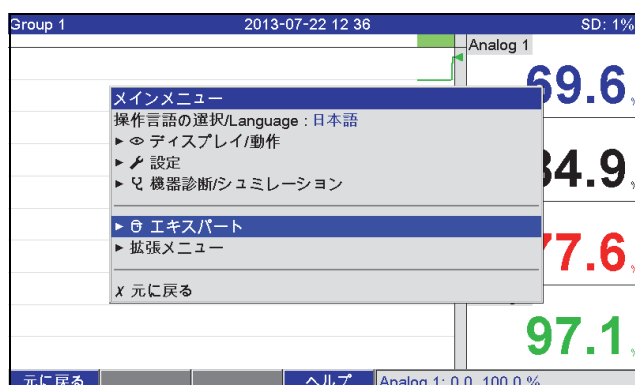 Group 1 2013-07-22 12 36 SD: 1%
Analog 1
69.6
メインメニュー
操作言語の選択/Language : 日本語
ディスプレイ/動作
84.9
設定
機器診断/シュミレーション
エキスパート
拡張メニュー
77.6
x 元に戻る
97.1
元に戻る ヘルプ Analog 1: 0.0..100.0 %